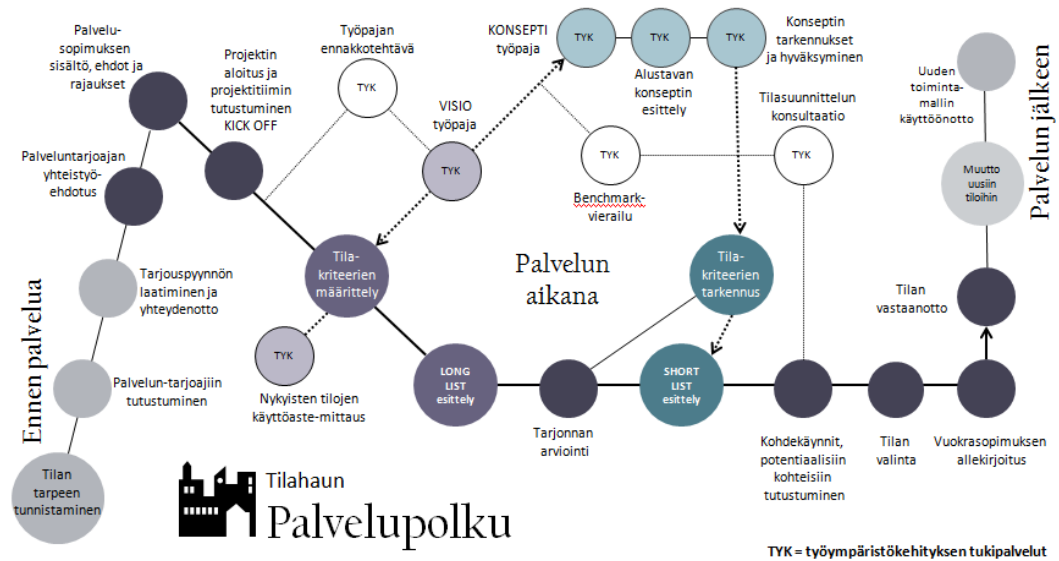 Palvelu-
sopimuksen
sisältö, ehdot ja
rajaukset
Projektin
aloitus ja
projektitiimin
tutustuminen
KICK OFF
Työpajan
ennakkotehtävä
TYK
VISIO
työpaja
TYK
KONSEPTI
työpaja
TYK
TYK
TYK
Alustavan
konseptin
esittely
Konseptin
tarkennukset
ja hyväksyminen
Tilasuunnittelun
konsultaatio
TYK
TYK
Benchmark-
vierailu
Uuden
toiminta-
mallin
käyttöönotto
Palvelun jälkeen
Muutto
uusiin
tiloihin
Tilan
vastaanotto
Palveluntarjoajan
yhteistyö-
ehdotus
Tarjouspyynnön
laatiminen ja
yhteydenotto
Palvelun-tarjoajiin
tutustuminen
Ennen palvelua
Tilan
tarpeen
tunnistaminen
Tila-
kriteerien
määrittely
TYK
Nykyisten tilojen
käyttöaste-mittaus
Palvelun
aikana
Tila-
kriteerien
tarkennus
LONG
LIST
esittely
Tarjonnan
arviointi
SHORT
LIST
esittely
Kohdekäynnit,
potentiaalisiin
kohteisiin
tutustuminen
Tilan
valinta
Vuokrasopimuksen
allekirjoitus
Tilahaun
Palvelupolku
TYK = työympäristökehityksen tukipalvelut